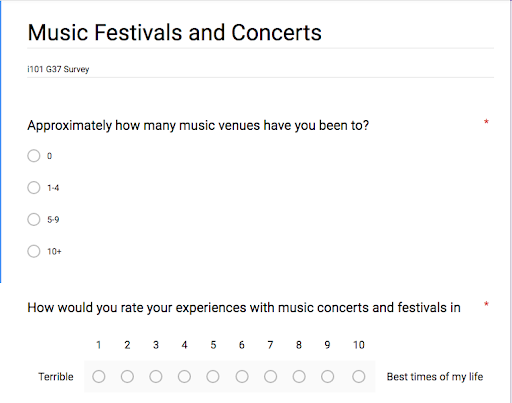 Music Festivals and Concerts
i101 G37 Survey
Approximately how many music venues have you been to? *
0
1-4
5-9
10+
How would you rate your experiences with music concerts and festivals in *
1 2 3 4 5 6 7 8 9 10
Terrible Best times of my life